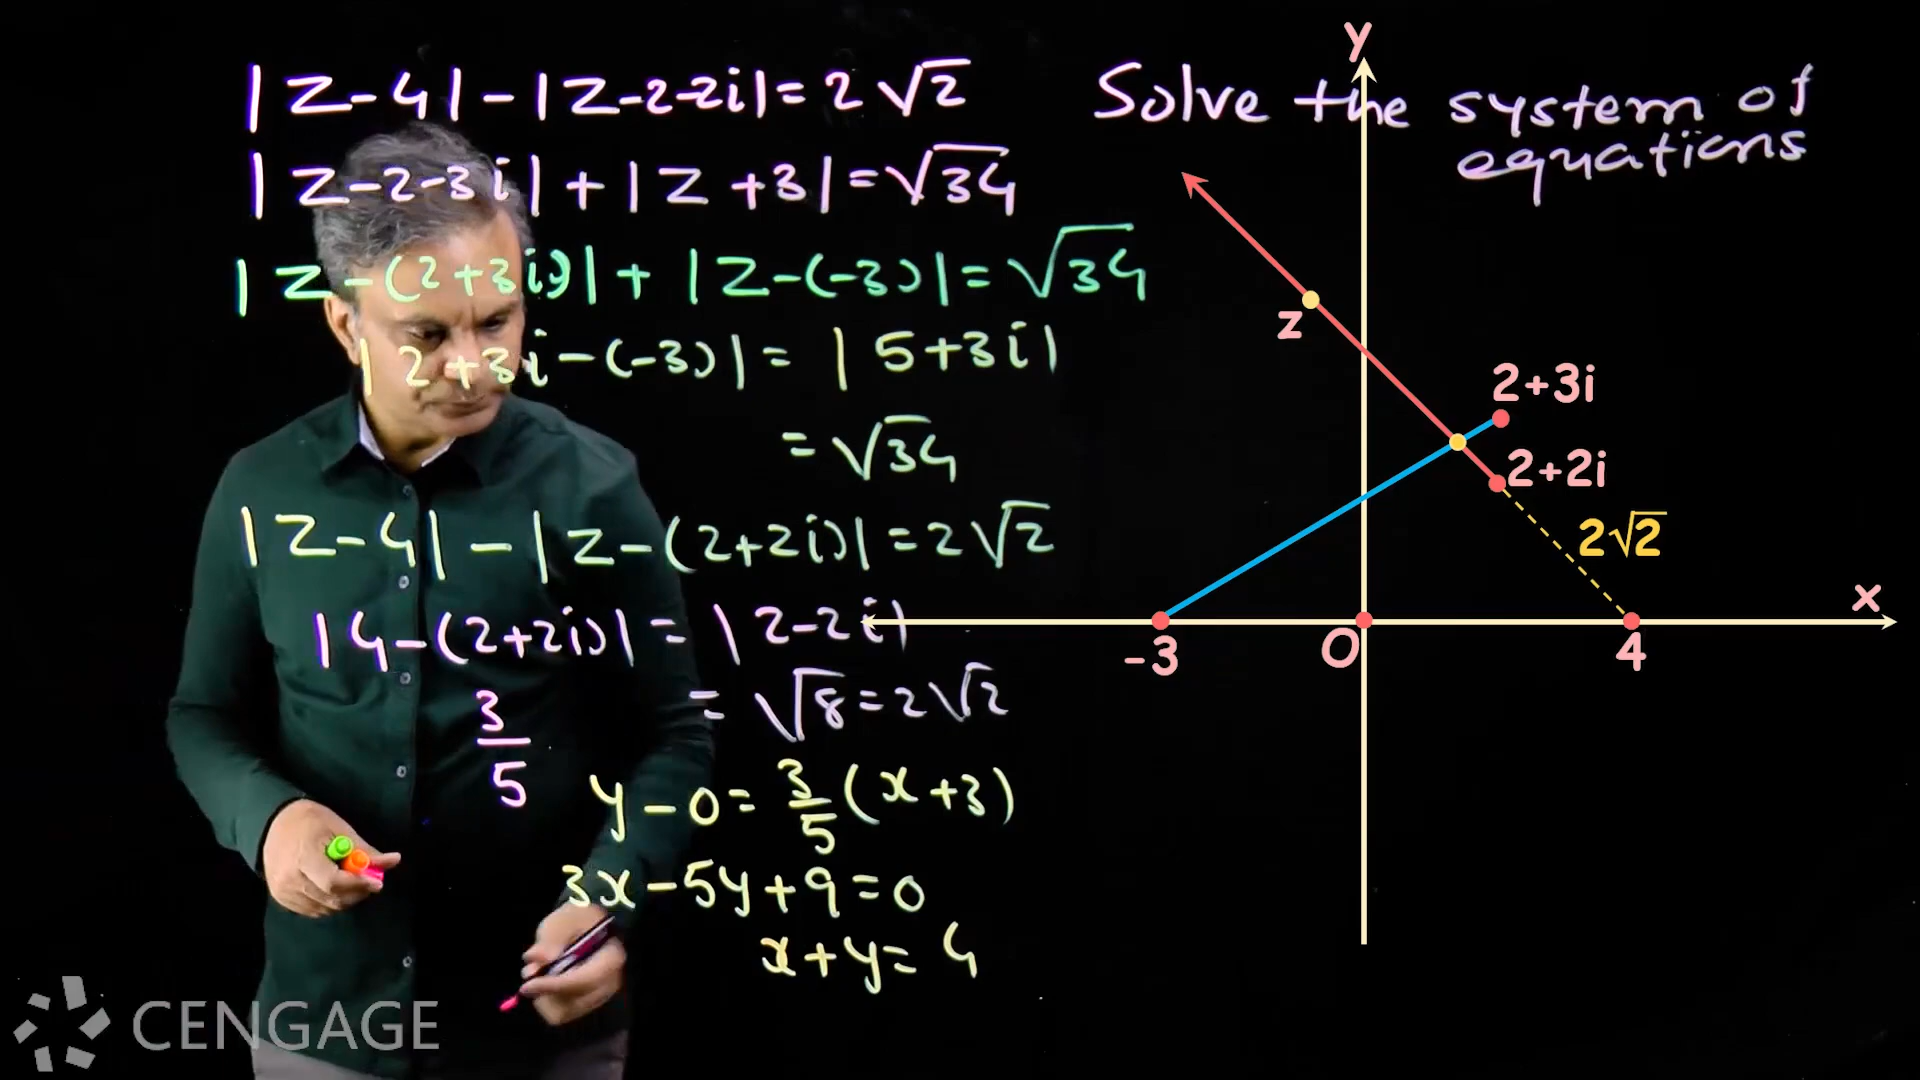 |z-4|-|z-2-2i|=2√2
|z-2-3i|+|z+3|=√34
|z-(2+3i)|+|z-(-3)|=√34
|2+3i-(-3)|=|5+3i|
=√34
|z-4|-|z-(2+2i)|=2√2
|4-(2+2i)|=|2-2i|
=√8=2√2
3/5
y-0=3/5(x+3)
3x-5y+9=0
x+y=4
Solve the system of
equations
y
z
2+3i
2+2i
2√2
x
-3
O
4
CENGAGE